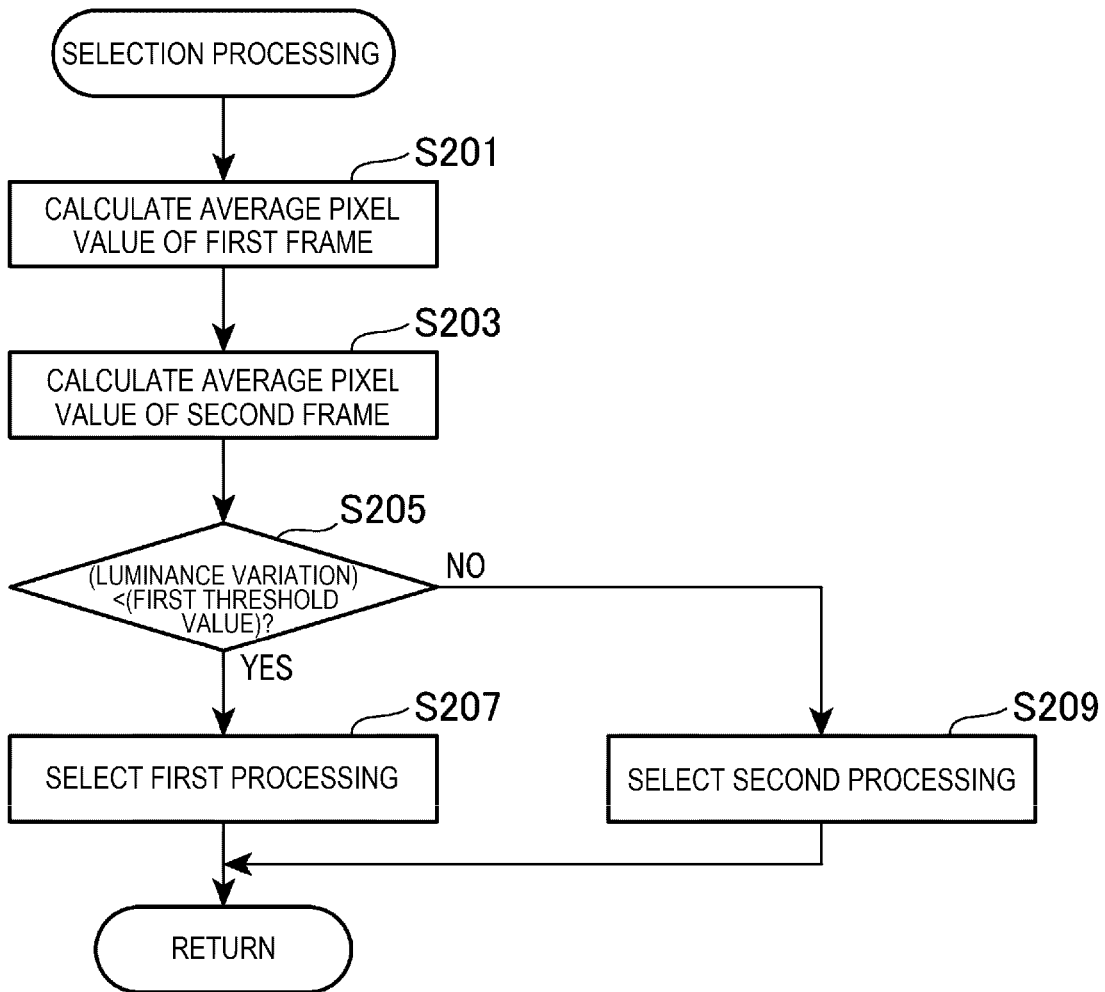 SELECTION PROCESSING
S201
CALCULATE AVERAGE PIXEL
VALUE OF FIRST FRAME
S203
CALCULATE AVERAGE PIXEL
VALUE OF SECOND FRAME
S205
(LUMINANCE VARIATION)
<(FIRST THRESHOLD
VALUE)?
NO
YES
S207
SELECT FIRST PROCESSING
S209
SELECT SECOND PROCESSING
RETURN